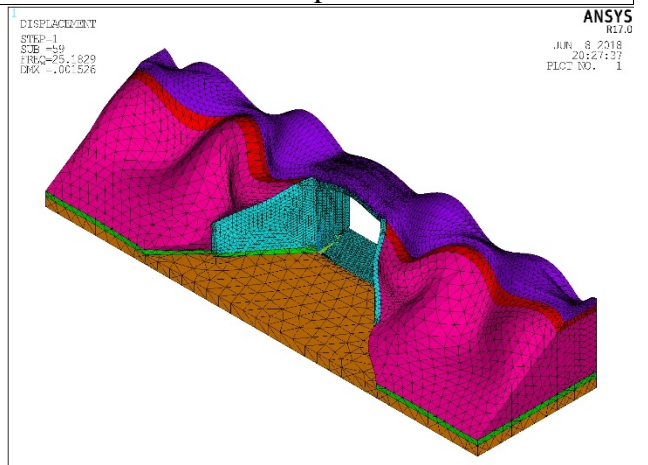 1
DISPLACEMENT
STEP=1
SUB =59
FREQ=25.1829
DMX =.001526
ANSYS
R17.0
JUN 8 2018
20:27:37
PLOT NO. 1